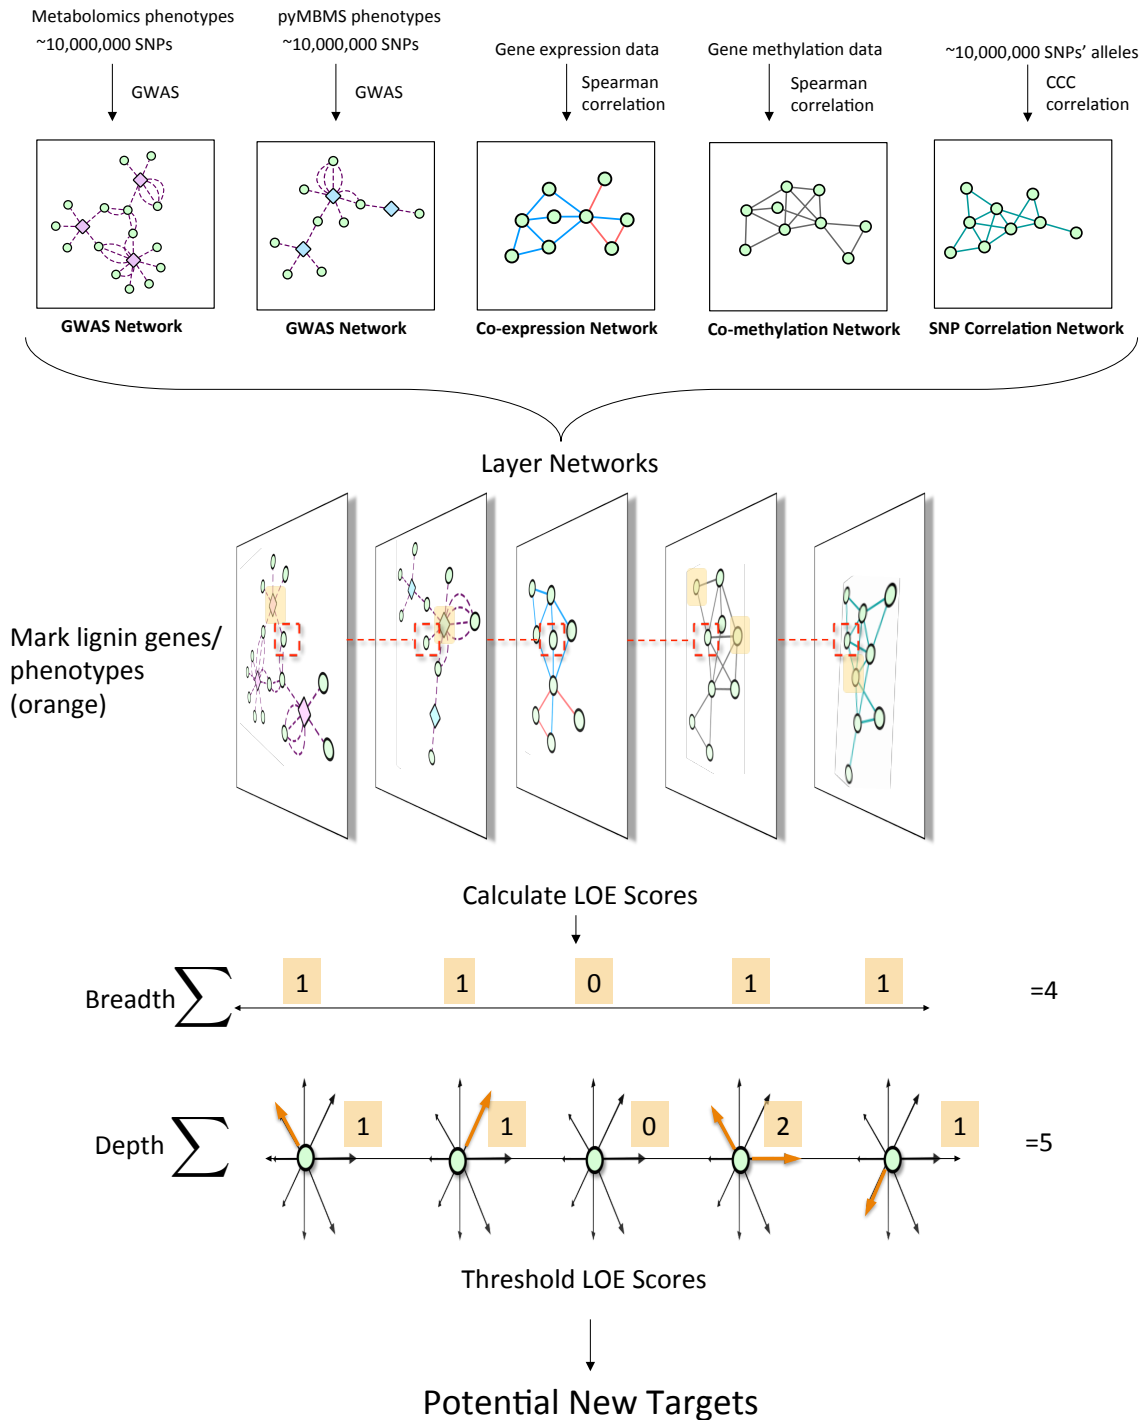 Metabolomics phenotypes
~10,000,000 SNPs
GWAS
pyMBMS phenotypes
~10,000,000 SNPs
GWAS
Gene expression data
Spearman
correlation
Gene methylation data
Spearman
correlation
~10,000,000 SNPs' alleles
CCC
correlation
GWAS Network
GWAS Network
Co-expression Network
Co-methylation Network
SNP Correlation Network
Layer Networks
Mark lignin genes/
phenotypes
(orange)
Calculate LOE Scores
Breadth ∑ 1 1 0 1 1 =4
Depth ∑ 1 1 0 2 1 =5
Threshold LOE Scores
Potential New Targets